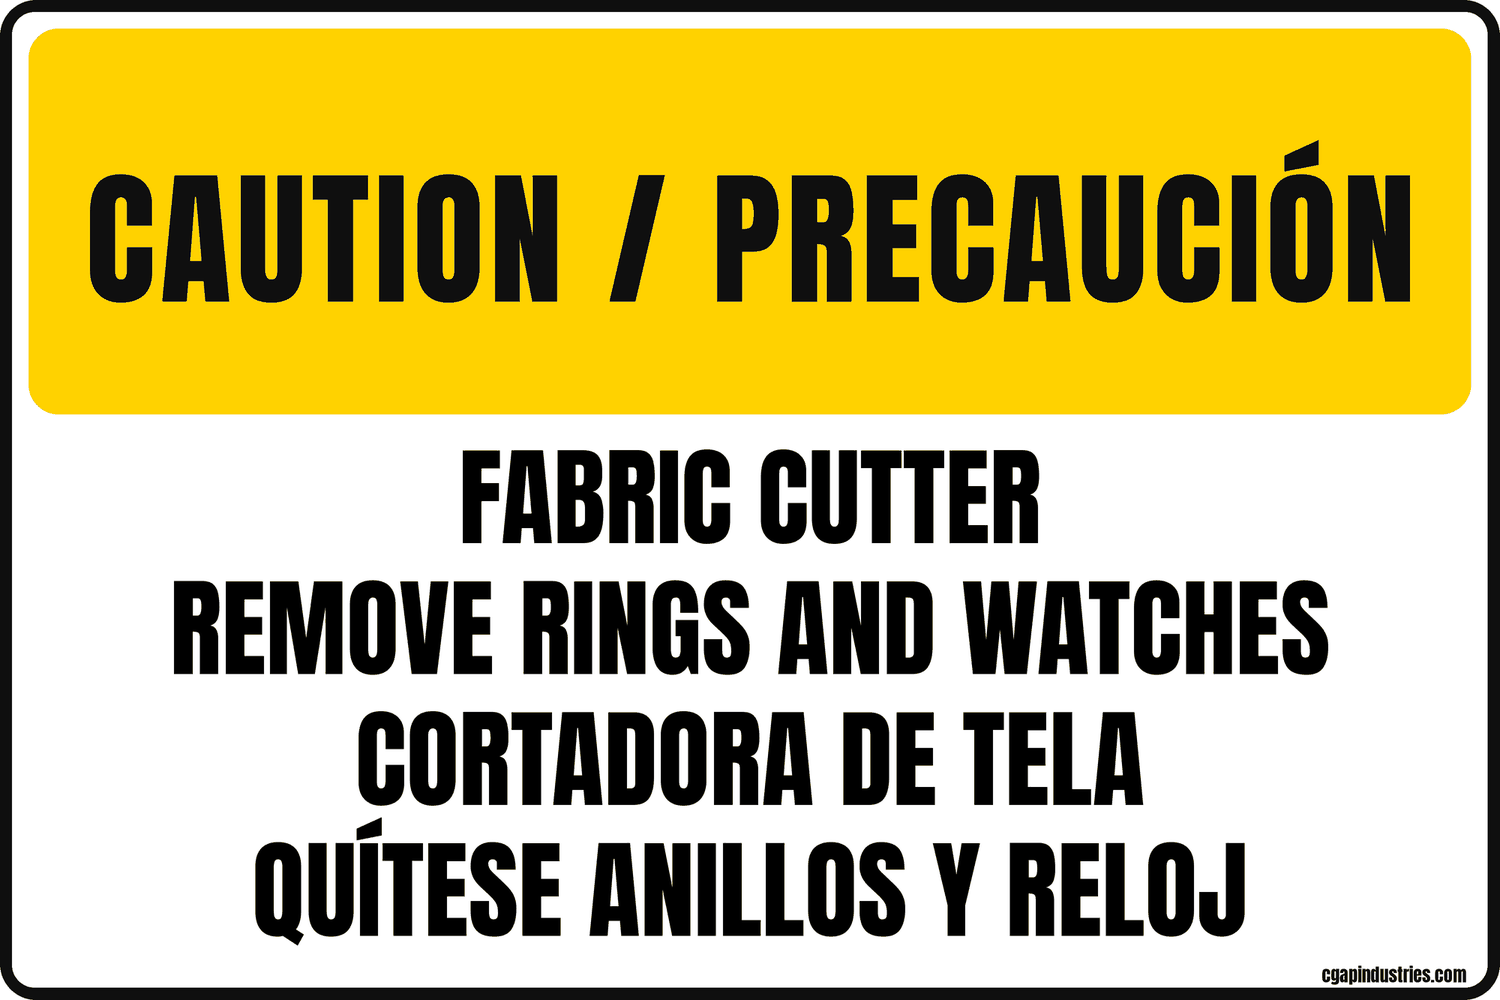 CAUTION / PRECAUCIÓN
FABRIC CUTTER
REMOVE RINGS AND WATCHES
CORTADORA DE TELA
QUÍTESE ANILLOS Y RELOJ
cgapindustries.com